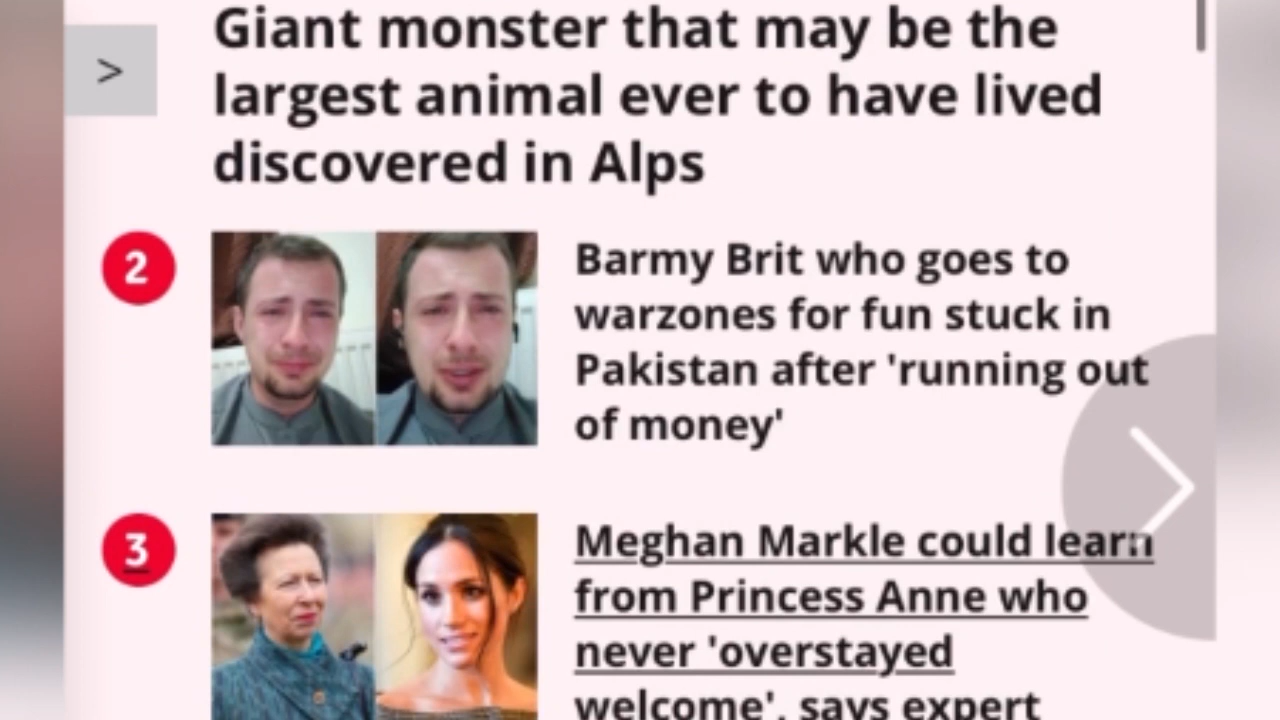 Giant monster that may be the
largest animal ever to have lived
discovered in Alps
>
2
Barmy Brit who goes to
warzones for fun stuck in
Pakistan after 'running out
of money'
3
Meghan Markle could learn
from Princess Anne who
never 'overstayed
welcome', says expert